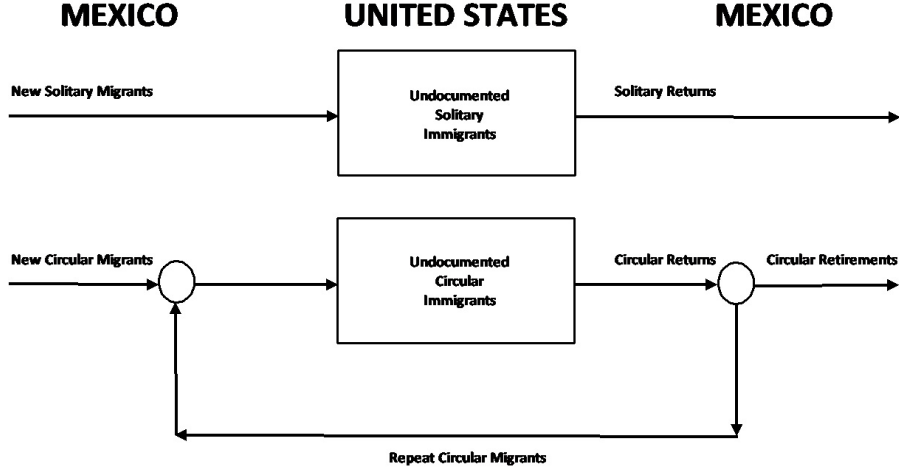 MEXICO
UNITED STATES
MEXICO
New Solitary Migrants
Undocumented
Solitary
Immigrants
Solitary Returns
New Circular Migrants
Undocumented
Circular
Immigrants
Circular Returns
Circular Retirements
Repeat Circular Migrants